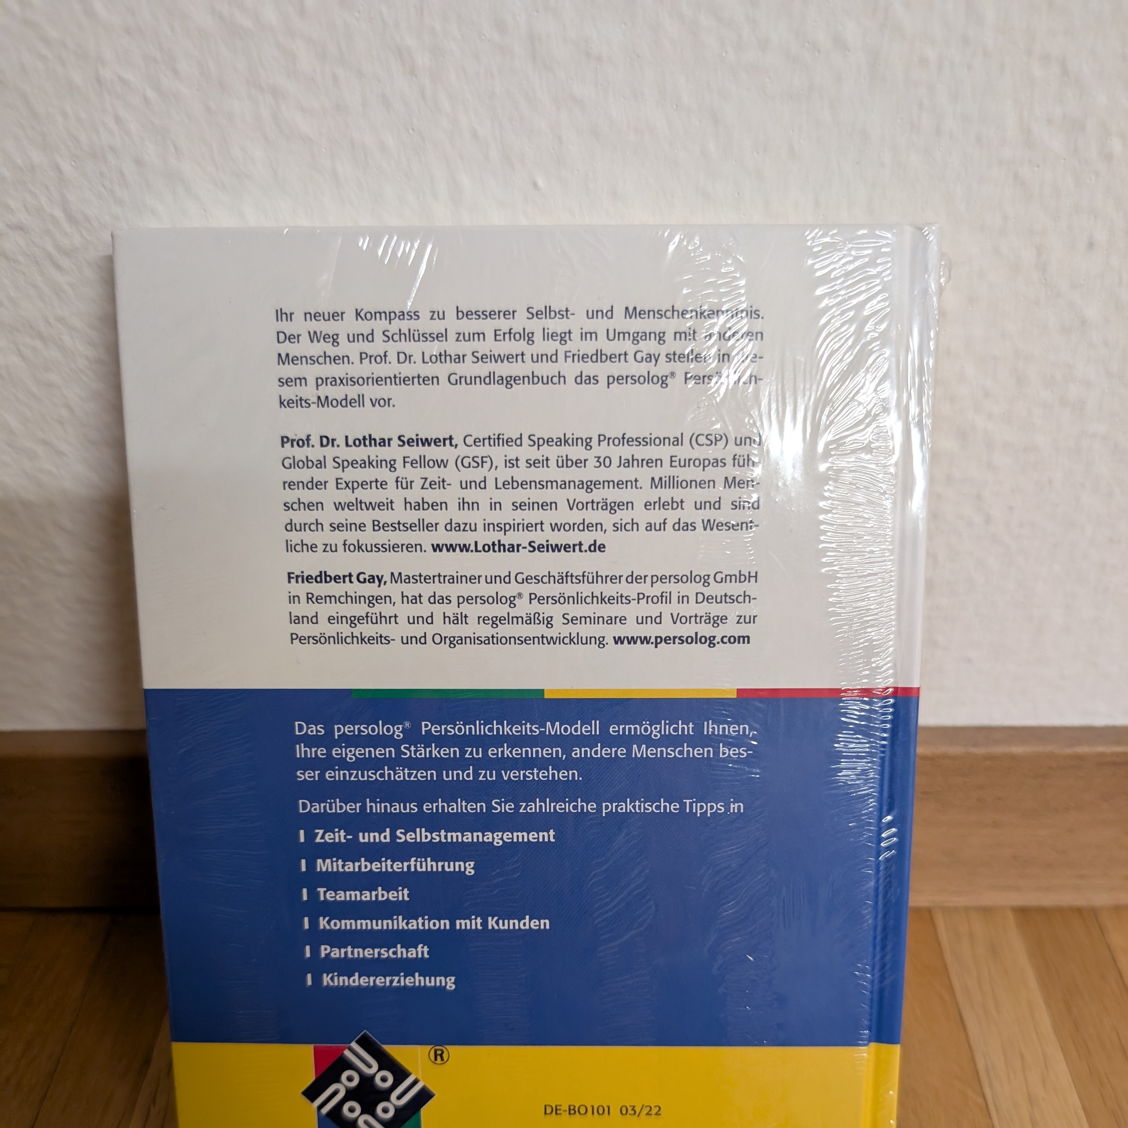 Ihr neuer Kompass zu besserer Selbst- und Menschenkenntnis.
Der Weg und Schlüssel zum Erfolg liegt im Umgang mit anderen
Menschen. Prof. Dr. Lothar Seiwert und Friedbert Gay stellen in die-
sem praxisorientierten Grundlagenbuch das persolog® Persönlich-
keits-Modell vor.
Prof. Dr. Lothar Seiwert, Certified Speaking Professional (CSP) und
Global Speaking Fellow (GSF), ist seit über 30 Jahren Europas füh-
render Experte für Zeit- und Lebensmanagement. Millionen Men-
schen weltweit haben ihn in seinen Vorträgen erlebt und sind
durch seine Bestseller dazu inspiriert worden, sich auf das Wesent-
liche zu fokussieren. www.Lothar-Seiwert.de
Friedbert Gay, Mastertrainer und Geschäftsführer der persolog GmbH
in Remchingen, hat das persolog® Persönlichkeits-Profil in Deutsch-
land eingeführt und hält regelmäßig Seminare und Vorträge zur
Persönlichkeits- und Organisationsentwicklung. www.persolog.com
Das persolog® Persönlichkeits-Modell ermöglicht Ihnen,
Ihre eigenen Stärken zu erkennen, andere Menschen bes-
ser einzuschätzen und zu verstehen.
Darüber hinaus erhalten Sie zahlreiche praktische Tipps in
Zeit- und Selbstmanagement
Mitarbeiterführung
Teamarbeit
Kommunikation mit Kunden
Partnerschaft
Kindererziehung
®
DE-BO101 03/22